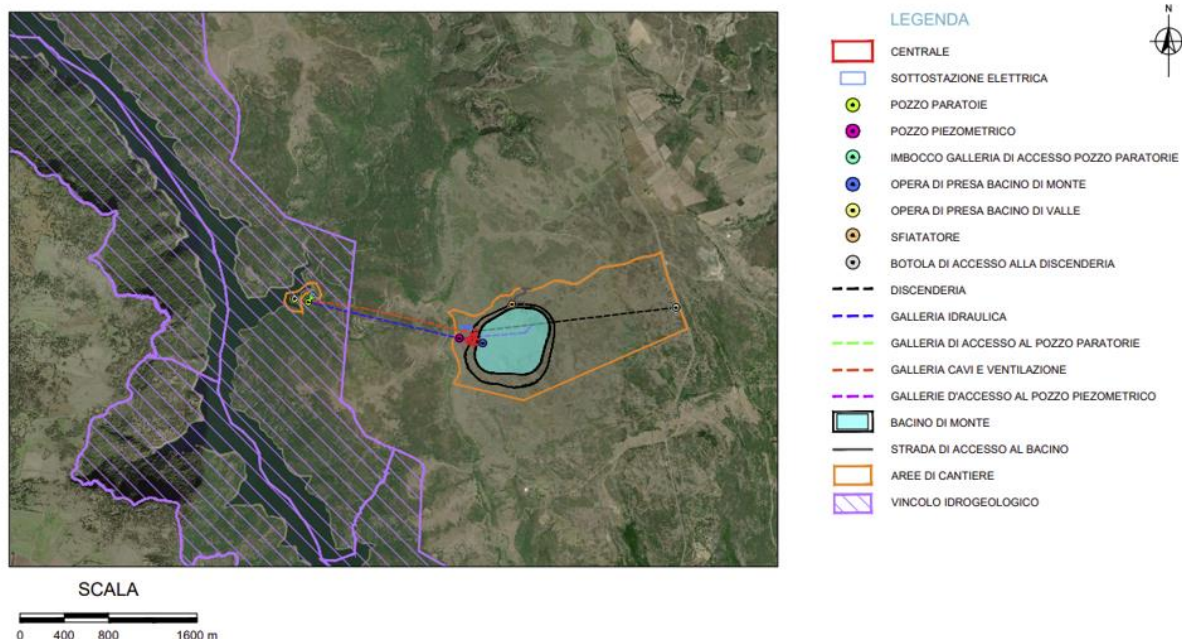 LEGENDA
N
CENTRALE
SOTTOSTAZIONE ELETTRICA
POZZO PARATOIE
POZZO PIEZOMETRICO
IMBOCCO GALLERIA DI ACCESSO POZZO PARATORIE
OPERA DI PRESA BACINO DI MONTE
OPERA DI PRESA BACINO DI VALLE
SFIATATORE
BOTOLA DI ACCESSO ALLA DISCENDERIA
DISCENDERIA
GALLERIA IDRAULICA
GALLERIA DI ACCESSO AL POZZO PARATORIE
GALLERIA CAVI E VENTILAZIONE
GALLERIE D'ACCESSO AL POZZO PIEZOMETRICO
BACINO DI MONTE
STRADA DI ACCESSO AL BACINO
AREE DI CANTIERE
VINCOLO IDROGEOLOGICO
SCALA
0 400 800 1600 m